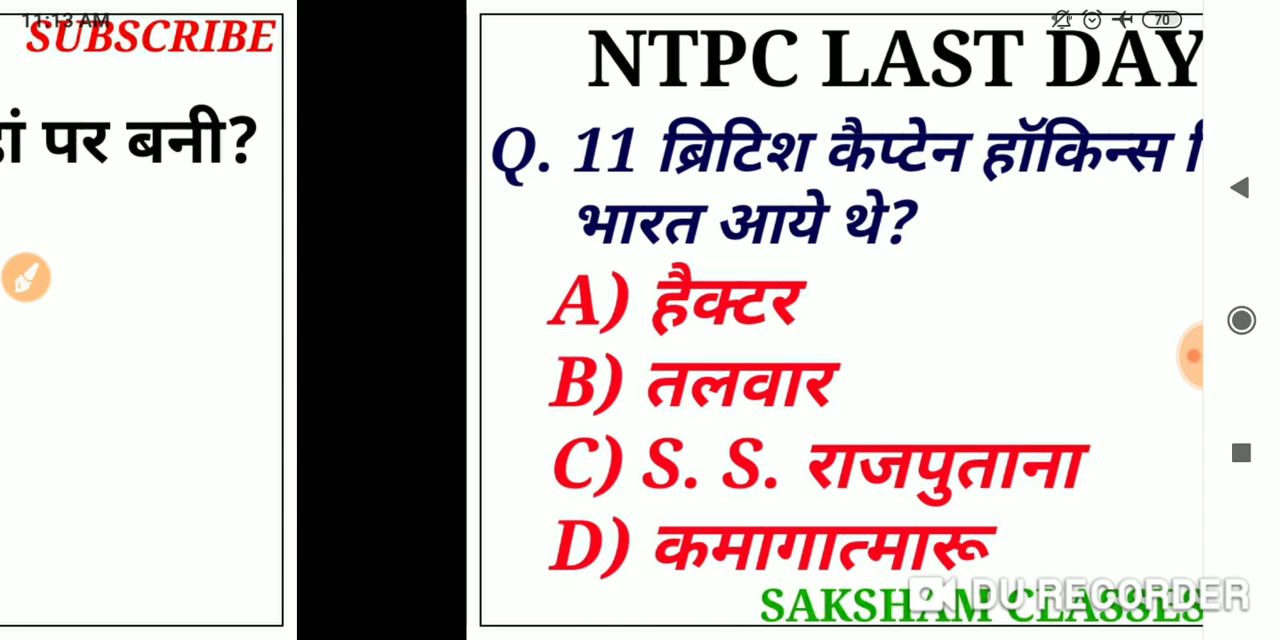 11:13 AM
SUBSCRIBE
पर बनी?
70
NTPC LAST DAY
Q. 11 ब्रिटिश कैप्टेन हॉकिन्स
भारत आये थे?
A) हैक्टर
B) तलवार
C) S. S. राजपुताना
D) कमागात्मारू
SAKSHAM CLASSES
DU RECORDER